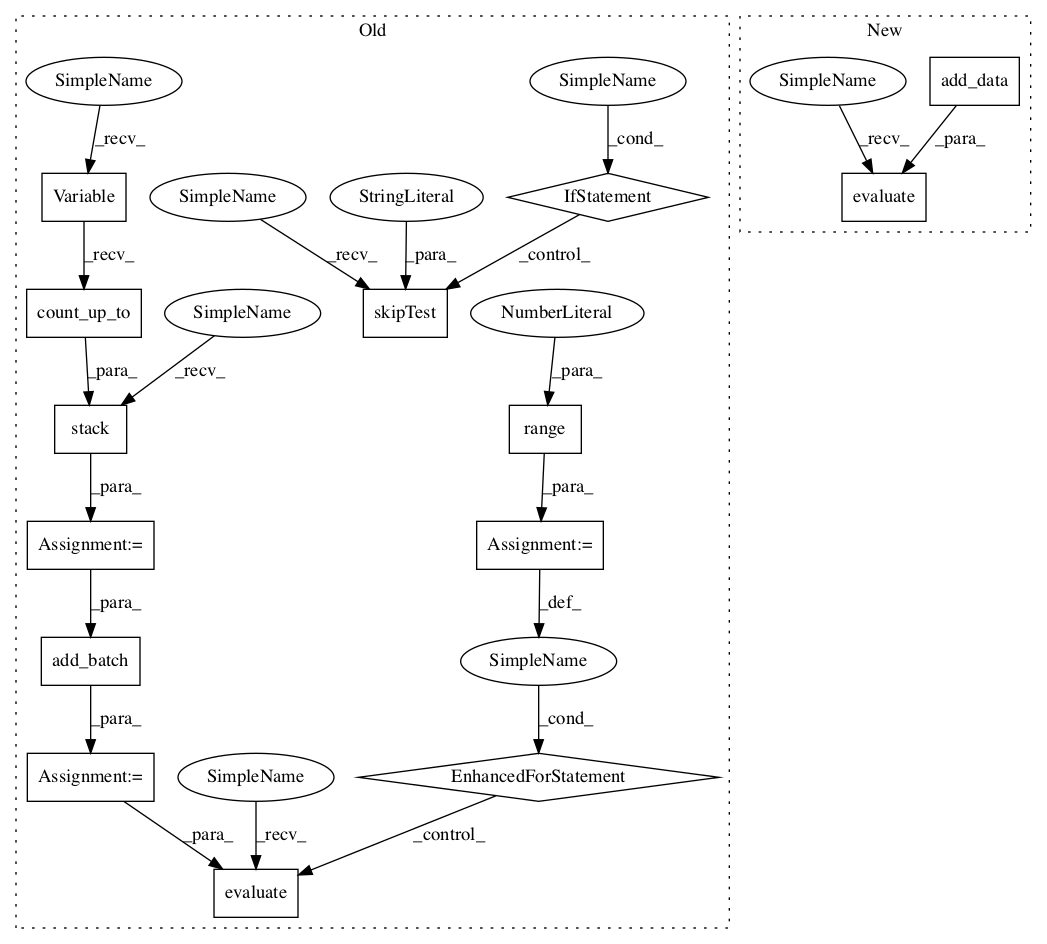 Old
New
SimpleName
SimpleName
SimpleName
add_data
_recv_
_cond_
_recv_
_para_
Variable
SimpleName
StringLiteral
IfStatement
evaluate
_recv_
_recv_
_para_
_control_
count_up_to
SimpleName
skipTest
NumberLiteral
_para_
_recv_
_para_
stack
range
_para_
_para_
Assignment:=
Assignment:=
_para_
_def_
add_batch
SimpleName
_para_
_cond_
Assignment:=
SimpleName
EnhancedForStatement
_para_
_recv_
_control_
evaluate